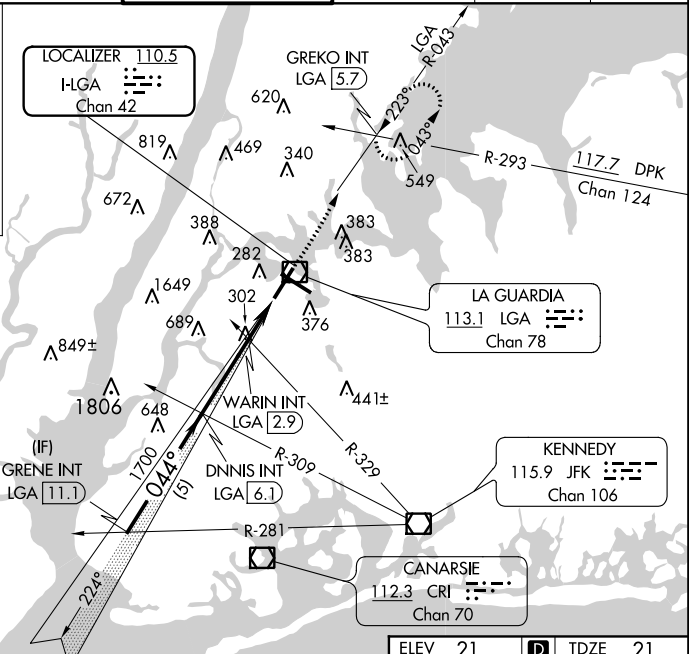 LOCALIZER 110.5
I-LGA
Chan 42
GREKO INT
LGA 5.7
LGA
R-043
223°
043°
620
819
469
340
549
R-293
117.7 DPK
Chan 124
672
388
383
383
282
1649
302
689
376
LA GUARDIA
113.1 LGA
Chan 78
849±
1806
648
WARIN INT
LGA 2.9
441±
(IF)
GRENE INT
LGA 11.1
1700
044°
(5)
DNNIS INT
LGA 6.1
R-309
R-329
KENNEDY
115.9 JFK
Chan 106
R-281
224°
CANARSIE
112.3 CRI
Chan 70
ELEV 21 D TDZE 21